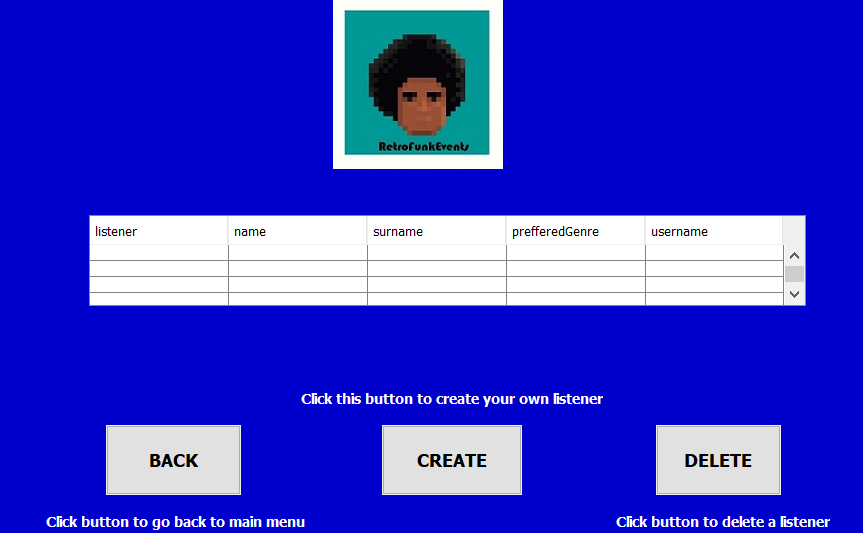 RetroFunkEvents
listener name surname prefferedGenre username
Click this button to create your own listener
BACK CREATE DELETE
Click button to go back to main menu Click button to delete a listener